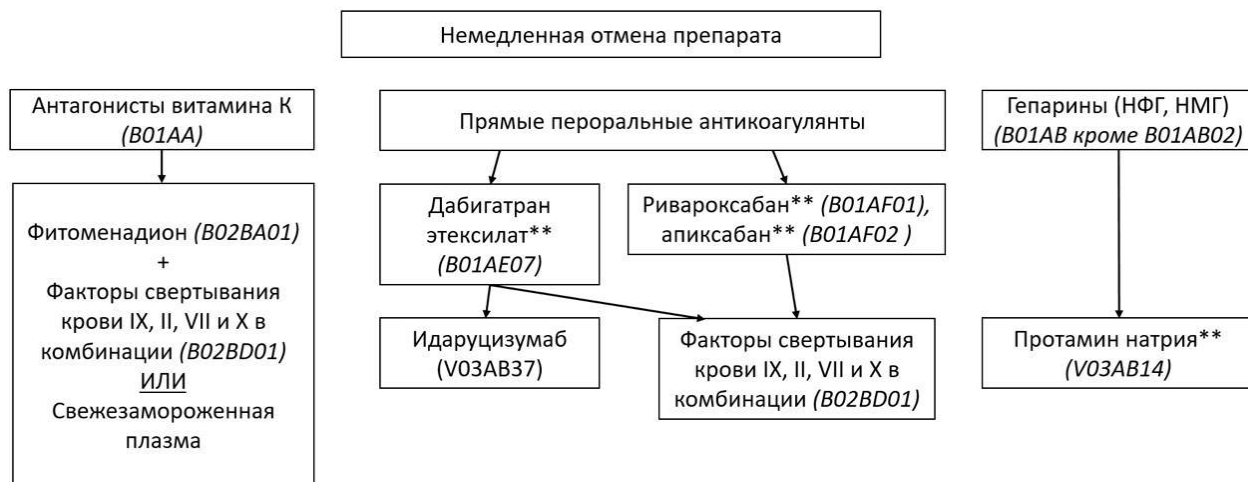 Немедленная отмена препарата
Антагонисты витамина К
(B01AA)
Прямые пероральные антикоагулянты
Гепарины (НФГ, НМГ)
(B01AB кроме B01AB02)
Фитоменадион (B02BA01)
+
Факторы свертывания
крови IX, II, VII и X в
комбинации (B02BD01)
ИЛИ
Свежезамороженная
плазма
Дабигатран
этексилат**
(B01AE07)
Ривароксабан** (B01AF01),
апиксабан** (B01AF02 )
Идаруцизумаб
(V03AB37)
Факторы свертывания
крови IX, II, VII и X в
комбинации (B02BD01)
Протамин натрия**
(V03AB14)